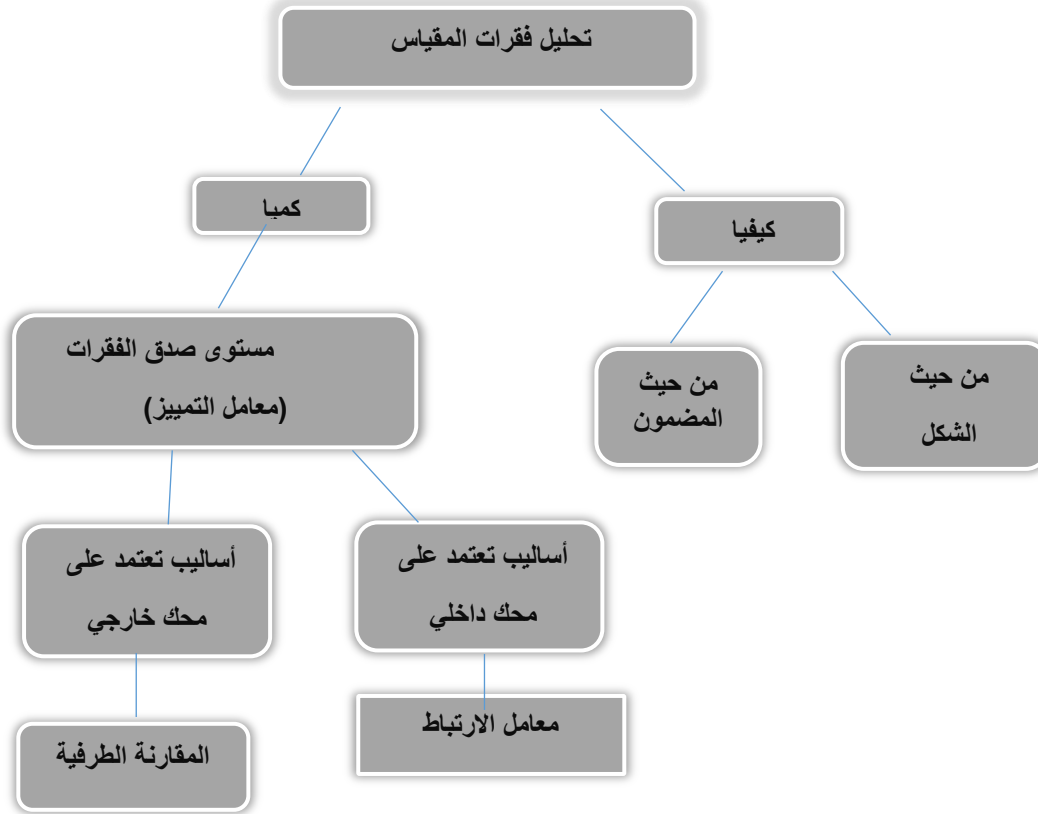 تحليل فقرات المقياس
كيفيا
كميا
من حيث
الشكل
من حيث
المضمون
مستوى صدق الفقرات
(معامل التمييز)
أساليب تعتمد على
محك داخلي
أساليب تعتمد على
محك خارجي
معامل الارتباط
المقارنة الطرفية